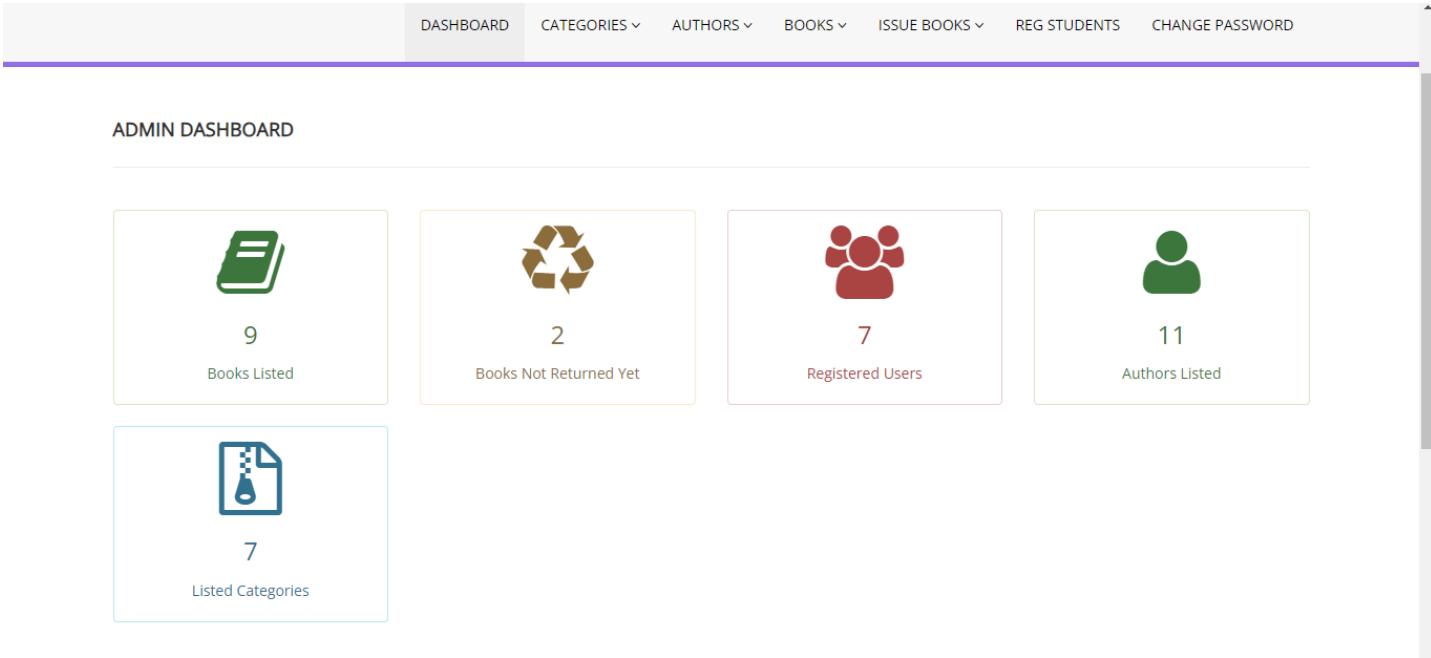 DASHBOARD CATEGORIES AUTHORS BOOKS ISSUE BOOKS REG STUDENTS CHANGE PASSWORD
ADMIN DASHBOARD
9
Books Listed
2
Books Not Returned Yet
7
Registered Users
11
Authors Listed
7
Listed Categories